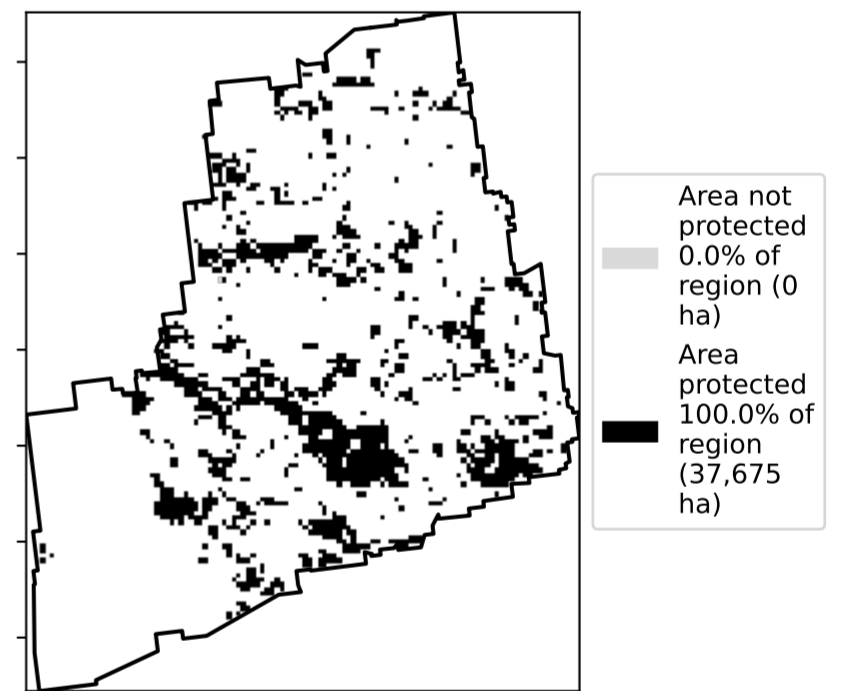 Area not
protected
0.0% of
region (0
ha)
Area
protected
100.0% of
region
(37,675
ha)